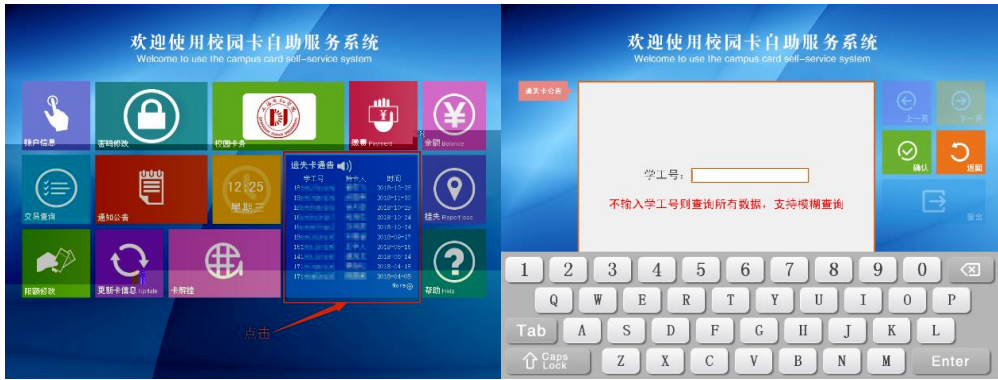 欢迎使用校园卡自助服务系统
Welcome to use the campus card self-service system
账户信息
密码修改
校园卡务
缴费 Payment
余额 Balance
交易查询
通知公告
12:25
星期三
遗失卡通告
学工号 持卡人 时间
挂失 Report loss
限额修改
更新卡信息 Update
卡解挂
More
帮助 Help
点击
欢迎使用校园卡自助服务系统
Welcome to use the campus card self-service system
遗失卡公告
上一页
下一页
学工号:
确认
返回
不输入学工号则查询所有数据，支持模糊查询
退出
1 2 3 4 5 6 7 8 9 0
Q W E R T Y U I O P
Tab A S D F G H J K L
Caps Lock Z X C V B N M Enter